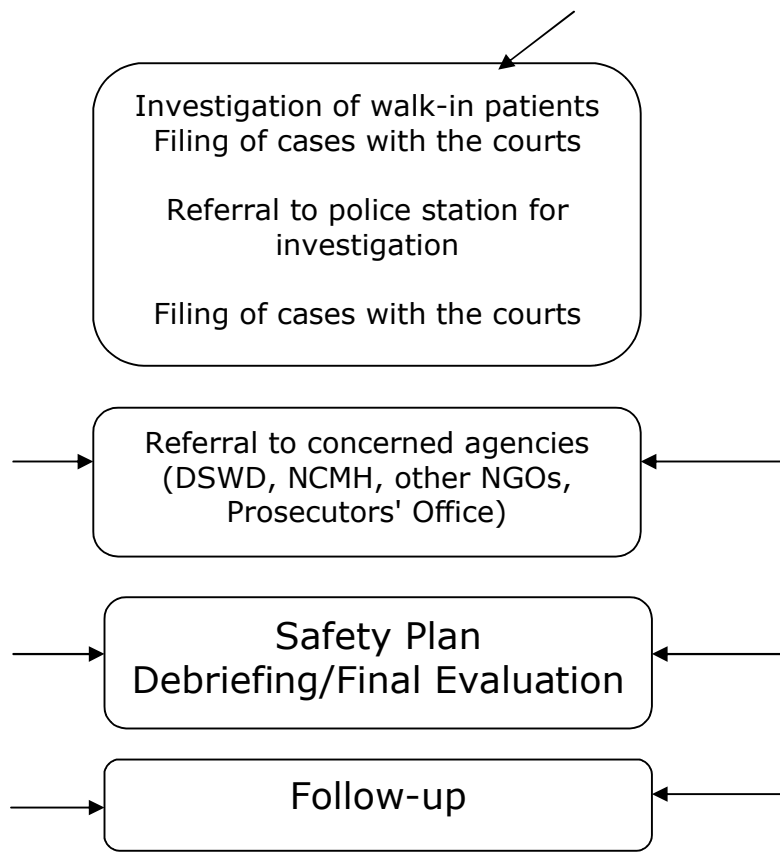 Investigation of walk-in patients
Filing of cases with the courts
Referral to police station for
investigation
Filing of cases with the courts
Referral to concerned agencies
(DSWD, NCMH, other NGOs,
Prosecutors' Office)
Safety Plan
Debriefing/Final Evaluation
Follow-up